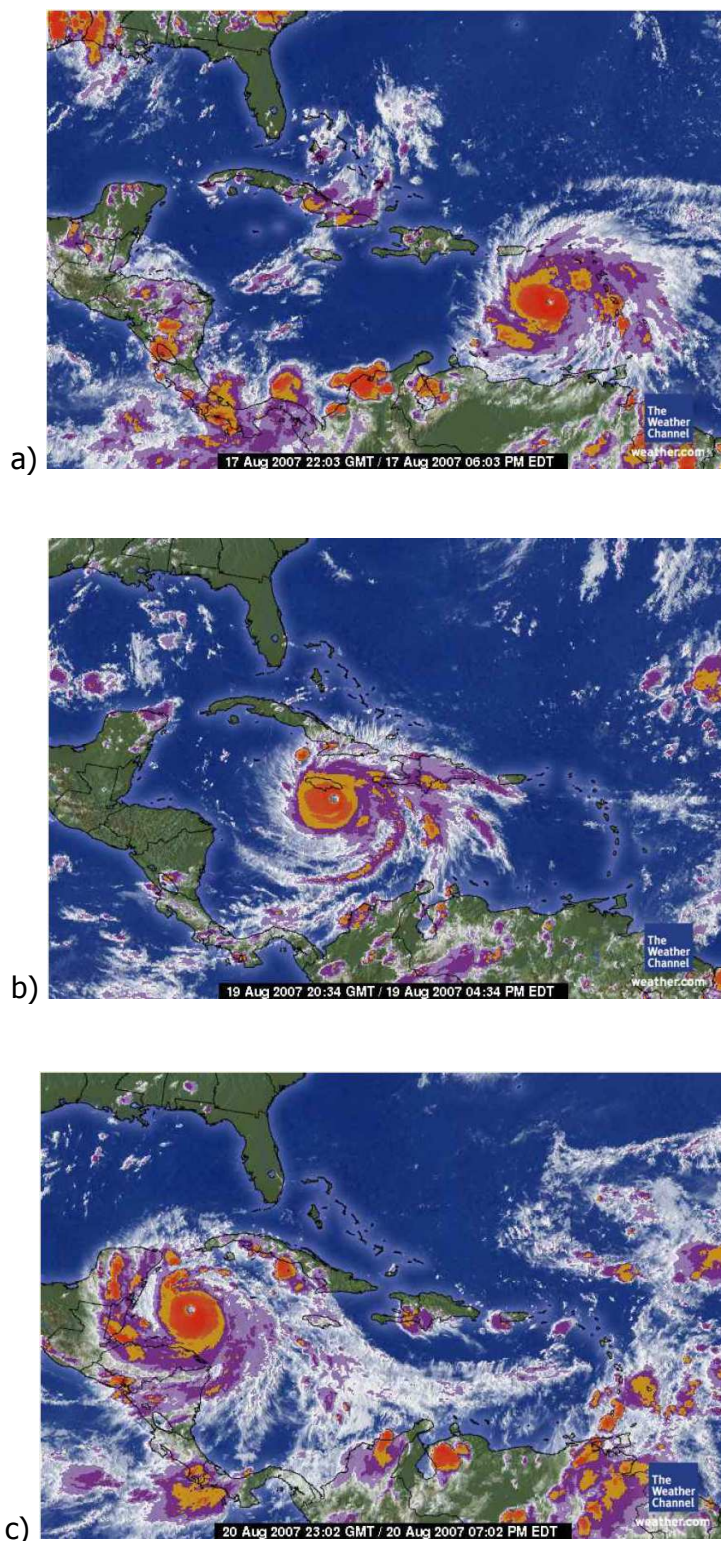 The
Weather
Channel
weather.com
a)
17 Aug 2007 22:03 GMT / 17 Aug 2007 06:03 PM EDT
The
Weather
Channel
weather.com
b)
19 Aug 2007 20:34 GMT / 19 Aug 2007 04:34 PM EDT
The
Weather
Channel
weather.com
c)
20 Aug 2007 23:02 GMT / 20 Aug 2007 07:02 PM EDT